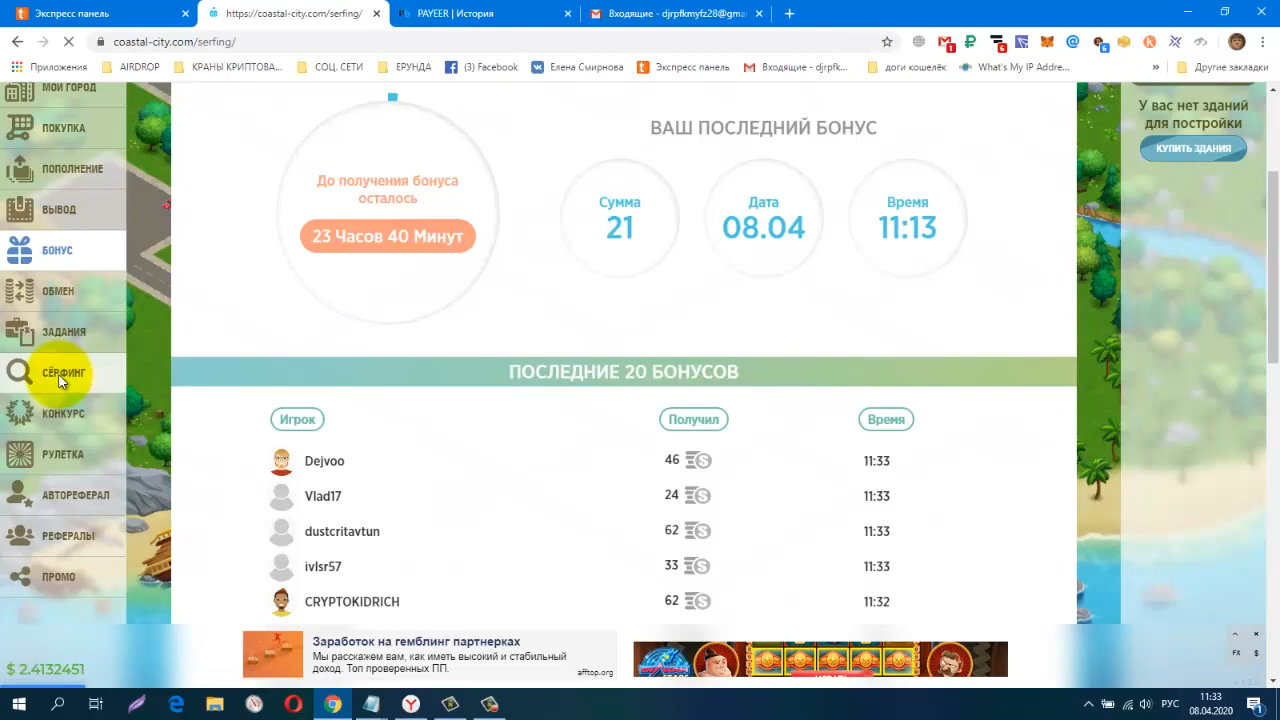 Экспресс панель
https://coastal-city.com/serfing/
PAYEER | История
Входящие - djrpfkmyfz28@gma
coastal-city.com/serfing/
Приложения
AIRDROP
КРАНЫ КРИПТОВА...
СОЦ. СЕТИ
ЕРУНДА
(3) Facebook
Елена Смирнова
Экспресс панель
Входящие - djrpfk...
доги кошелёк
What's My IP Addre...
»
Другие закладки
МОЙ ГОРОД
ПОКУПКА
ПОПОЛНЕНИЕ
ВЫВОД
БОНУС
ОБМЕН
ЗАДАНИЯ
СЁРФИНГ
КОНКУРС
РУЛЕТКА
АВТОРЕФЕРАЛ
РЕФЕРАЛЫ
ПРОМО
$ 2.4132451
До получения бонуса
осталось
23 Часов 40 Минут
ВАШ ПОСЛЕДНИЙ БОНУС
Сумма
21
Дата
08.04
Время
11:13
У вас нет зданий
для постройки
КУПИТЬ ЗДАНИЯ
ПОСЛЕДНИЕ 20 БОНУСОВ
Игрок Получил Время
Dejvoo 46 11:33
Vlad17 24 11:33
dustcritavtun 62 11:33
ivlsr57 33 11:33
CRYPTOKIDRICH 62 11:32
Заработок на гемблинг партнерках
Мы расскажем вам, как иметь высокий и стабильный
доход. Топ проверенных ПП.
afftop.org
FX $
РУС
11:33
08.04.2020